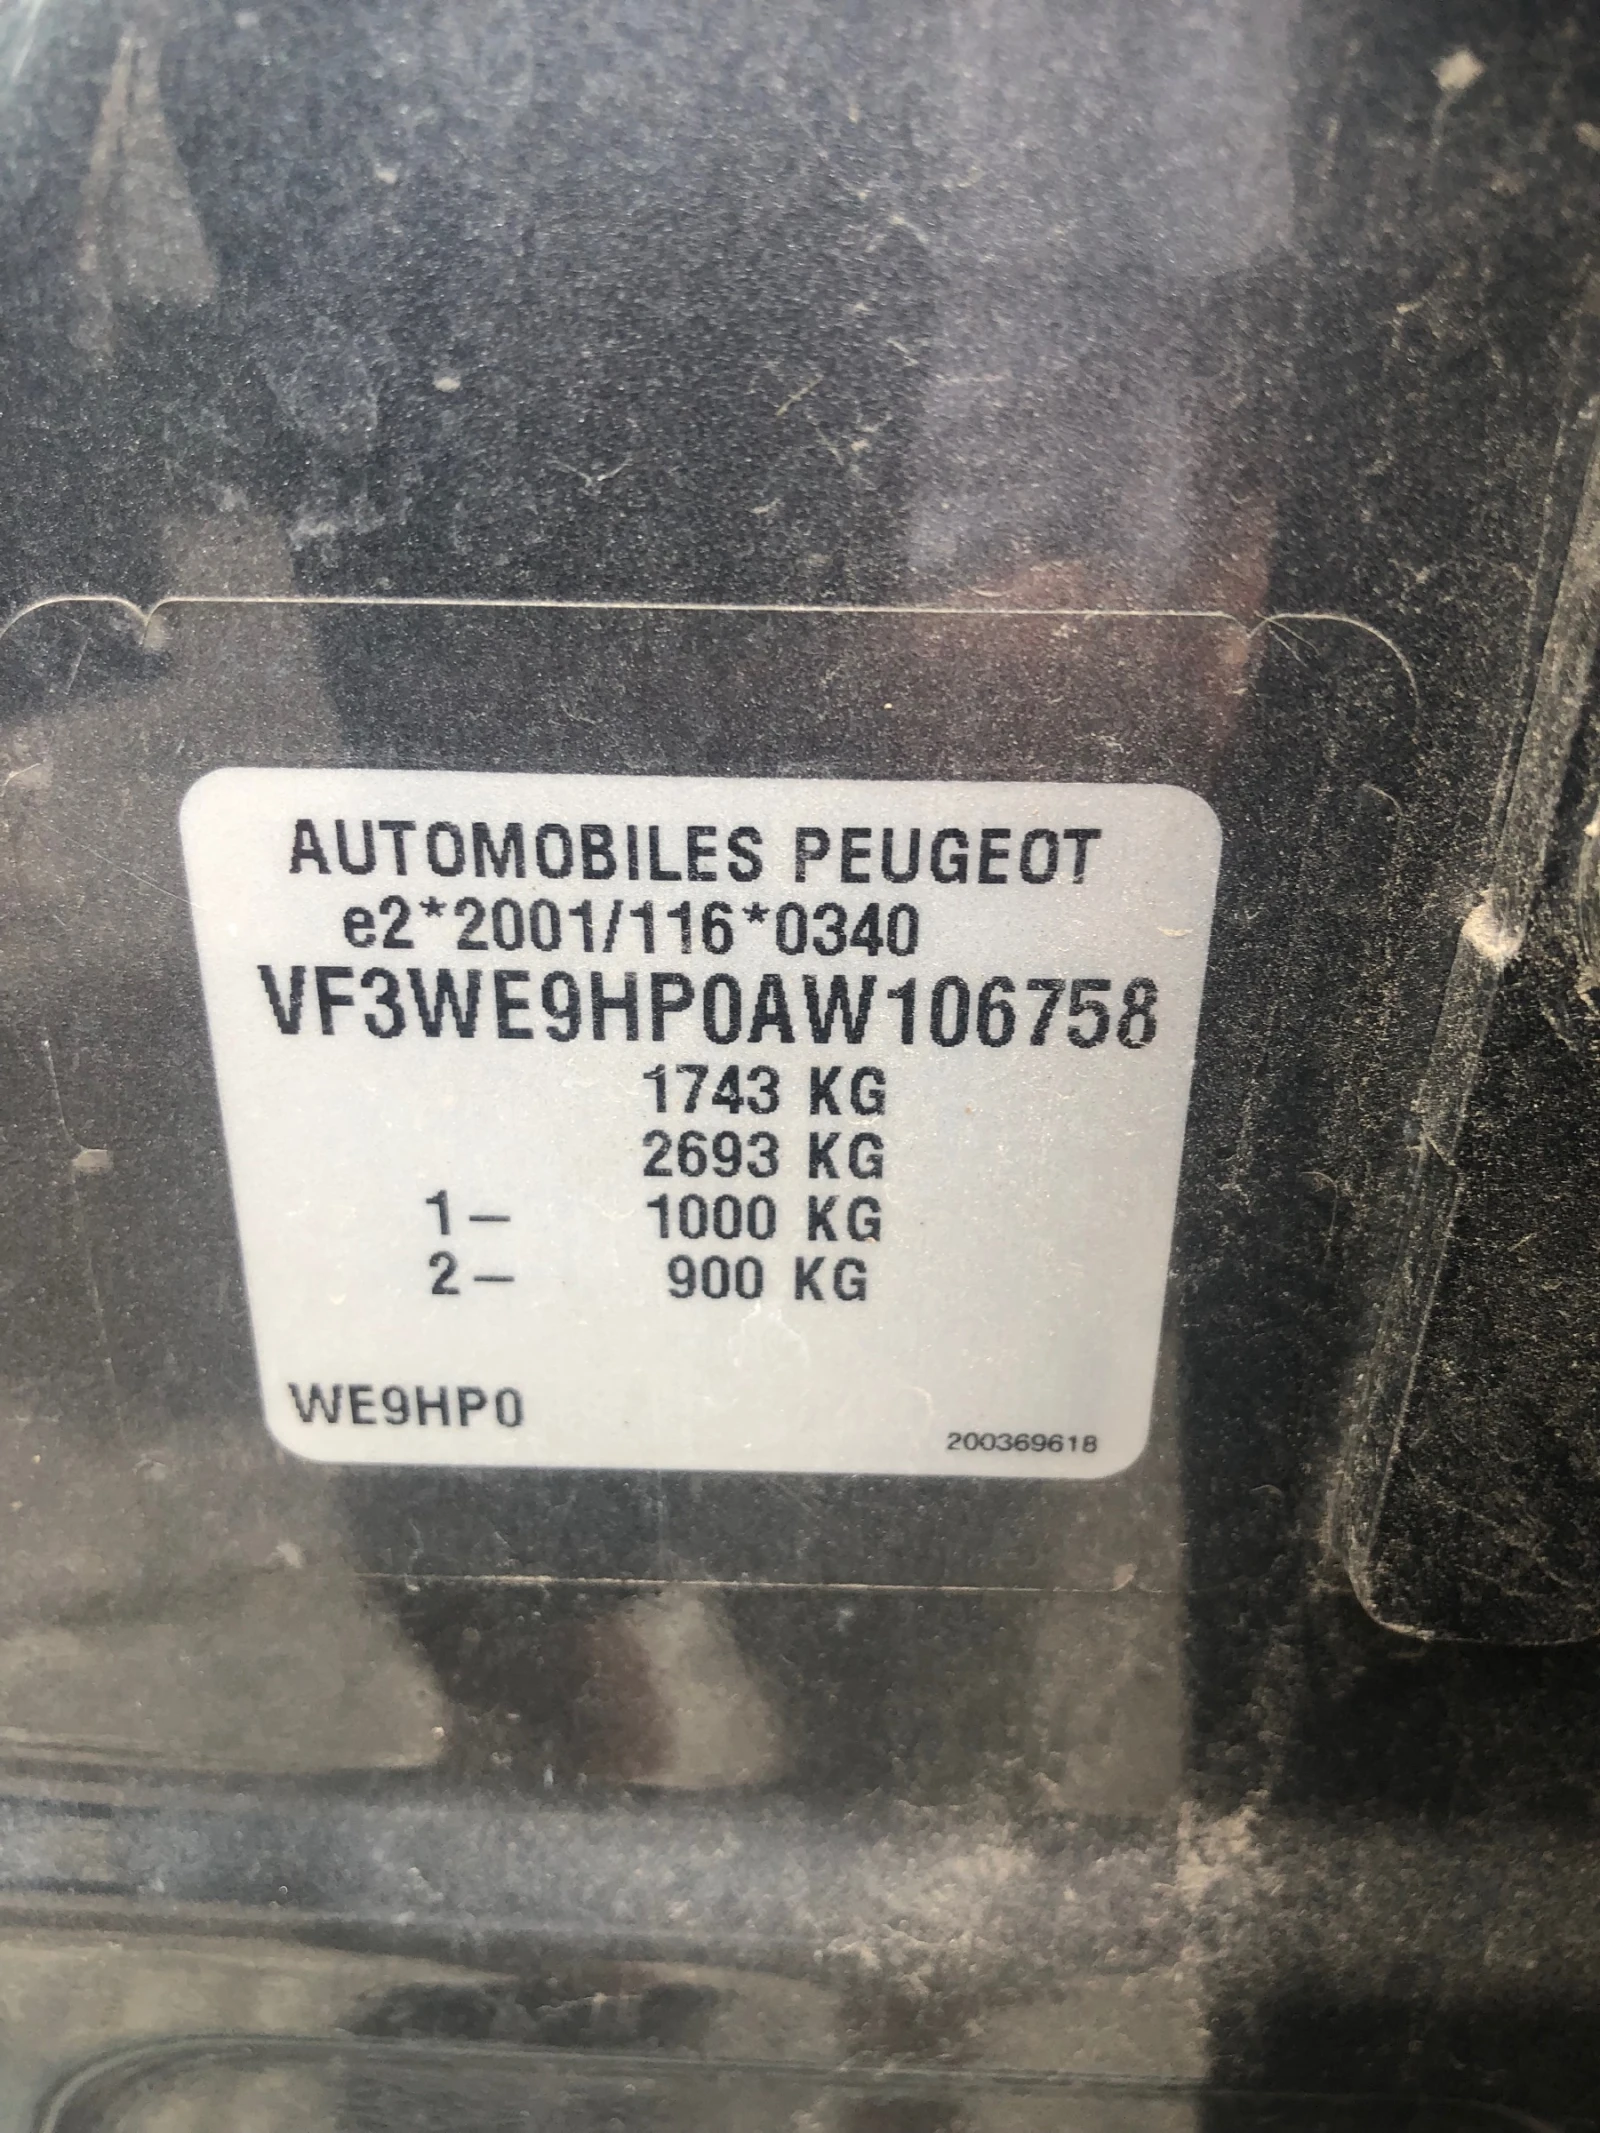 AUTOMOBILES PEUGEOT
e2*2001/116*0340
VF3WE9HP0AW106758
1743 KG
2693 KG
1- 1000 KG
2- 900 KG
WE9HP0
200369618